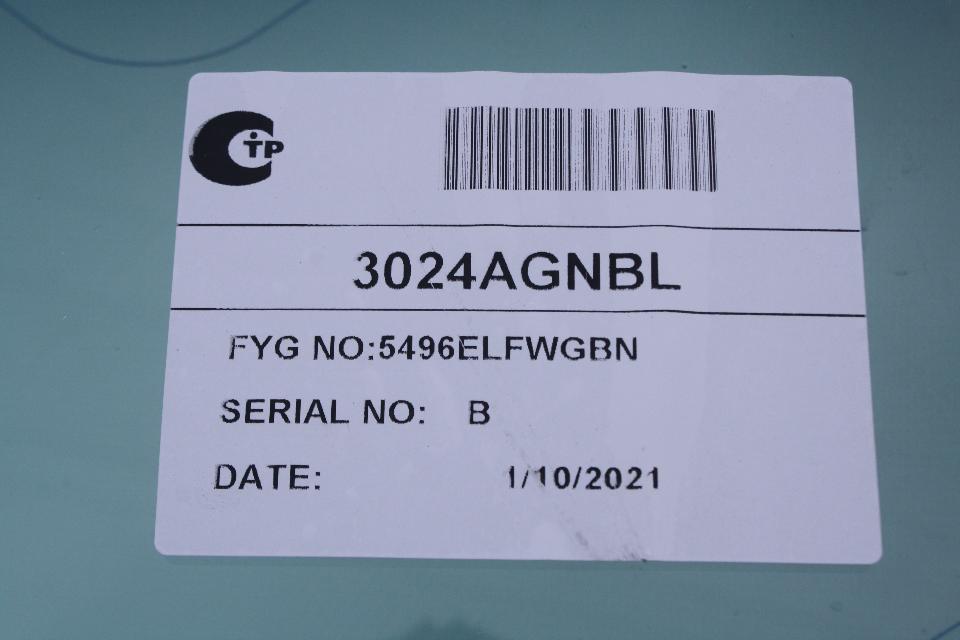 TP
3024AGNBL
FYG NO:5496ELFWGBN
SERIAL NO: B
DATE: 1/10/2021